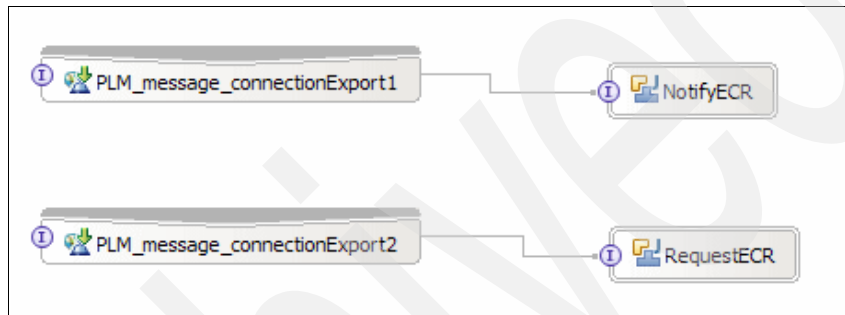 PLM_message_connectionExport1
NotifyECR
PLM_message_connectionExport2
RequestECR